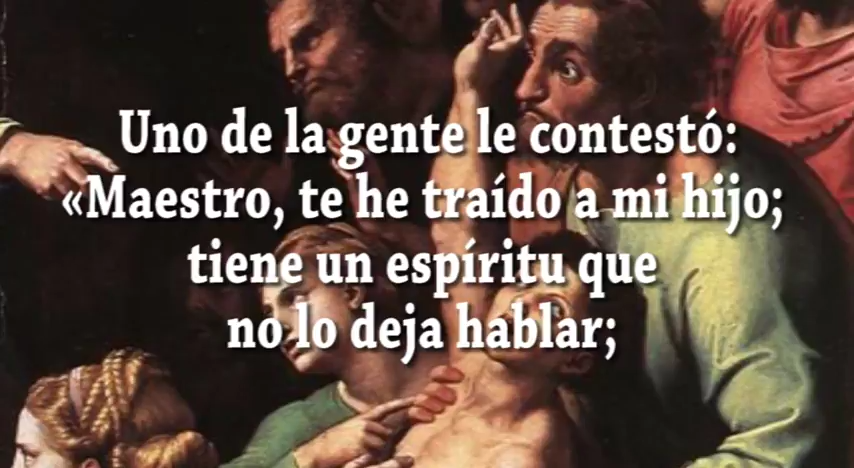 Uno de la gente le contestó:
«Maestro, te he traído a mi hijo;
tiene un espíritu que
no lo deja hablar;